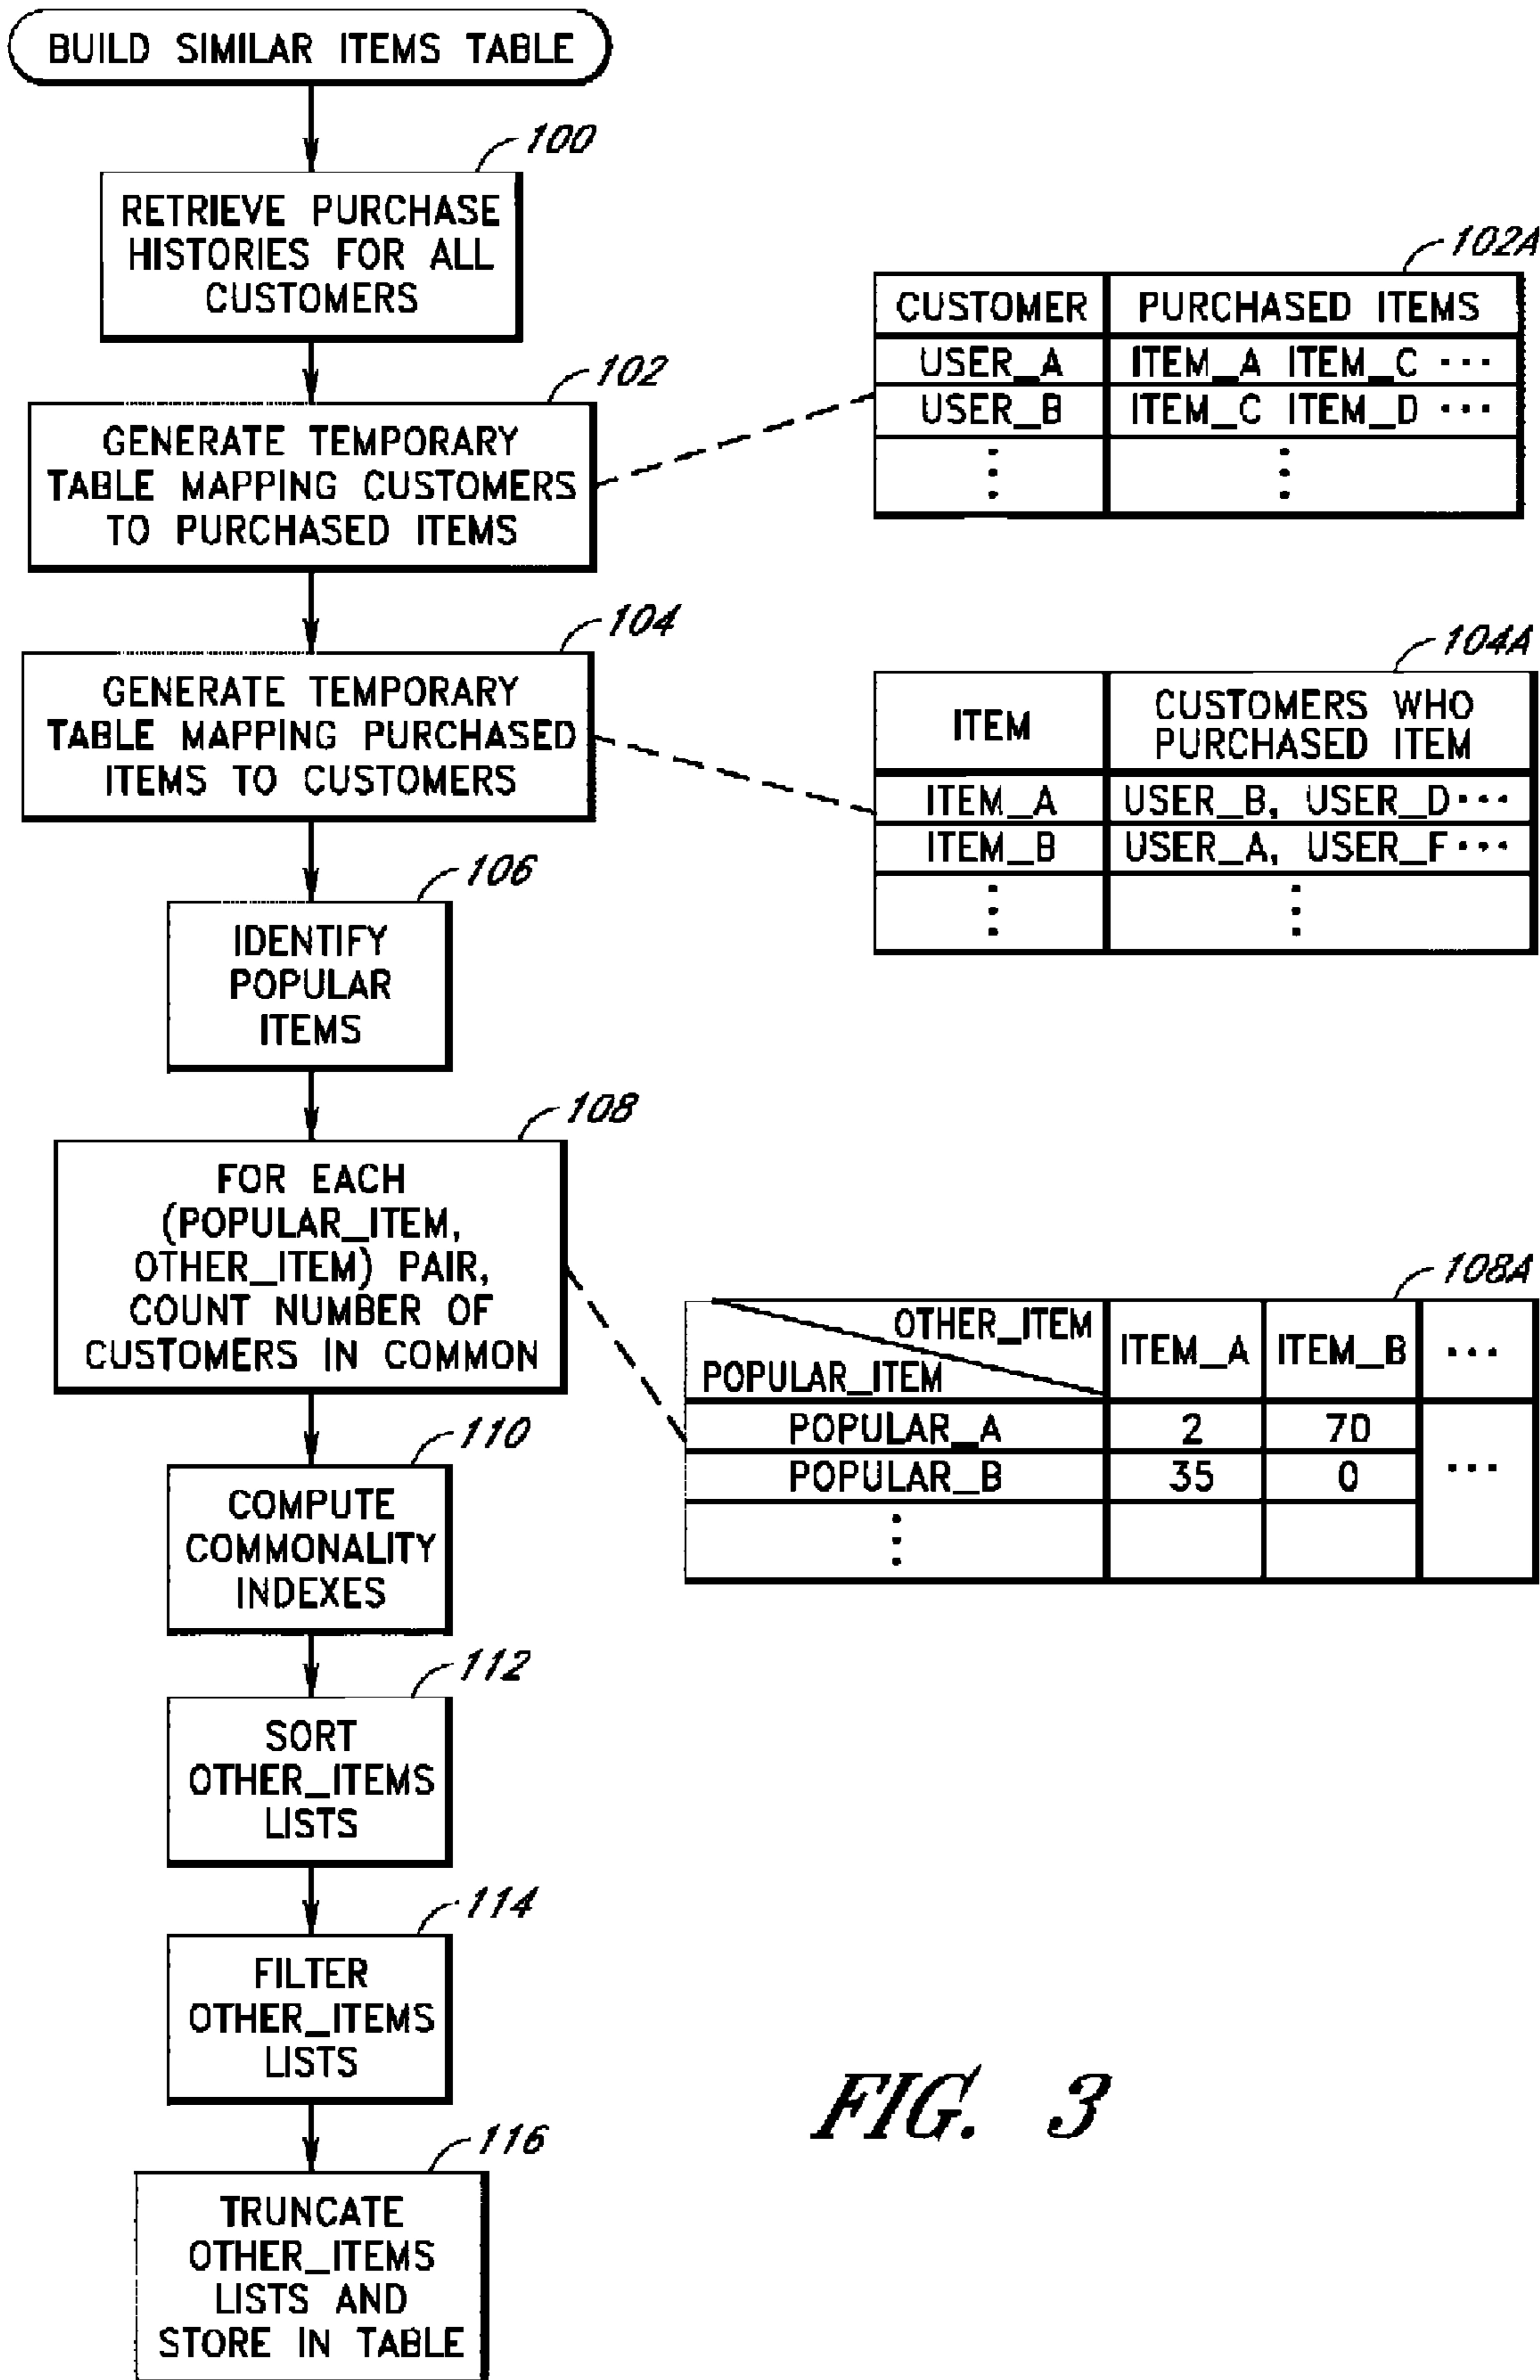 BUILD SIMILAR ITEMS TABLE
100
RETRIEVE PURCHASE
HISTORIES FOR ALL
CUSTOMERS
102
GENERATE TEMPORARY
TABLE MAPPING CUSTOMERS
TO PURCHASED ITEMS
102A
CUSTOMER PURCHASED ITEMS
USER_A ITEM_A ITEM_C ···
USER_B ITEM_C ITEM_D ···
104
GENERATE TEMPORARY
TABLE MAPPING PURCHASED
ITEMS TO CUSTOMERS
104A
ITEM
CUSTOMERS WHO
PURCHASED ITEM
ITEM_A USER_B, USER_D···
ITEM_B USER_A, USER_F···
106
IDENTIFY
POPULAR
ITEMS
108
FOR EACH
(POPULAR_ITEM,
OTHER_ITEM) PAIR,
COUNT NUMBER OF
CUSTOMERS IN COMMON
108A
OTHER_ITEM
POPULAR_ITEM
ITEM_A ITEM_B ···
POPULAR_A 2 70
POPULAR_B 35 0
···
110
COMPUTE
COMMONALITY
INDEXES
112
SORT
OTHER_ITEMS
LISTS
114
FILTER
OTHER_ITEMS
LISTS
116
TRUNCATE
OTHER_ITEMS
LISTS AND
STORE IN TABLE
FIG. 3